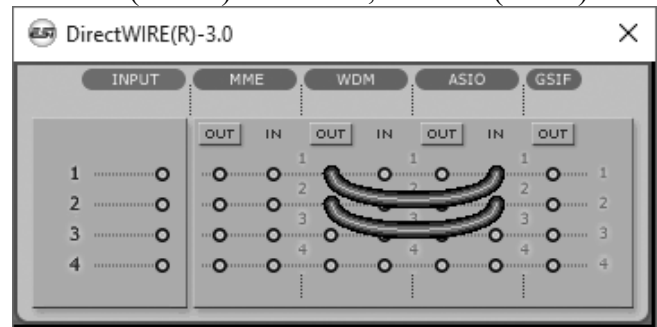 ESI DirectWIRE(R)-3.0
INPUT MME WDM ASIO GSIF
OUT IN OUT IN OUT IN OUT
1 1 1 1 1
2 2 2 2 2
3 3 3 3 3
4 4 4 4 4